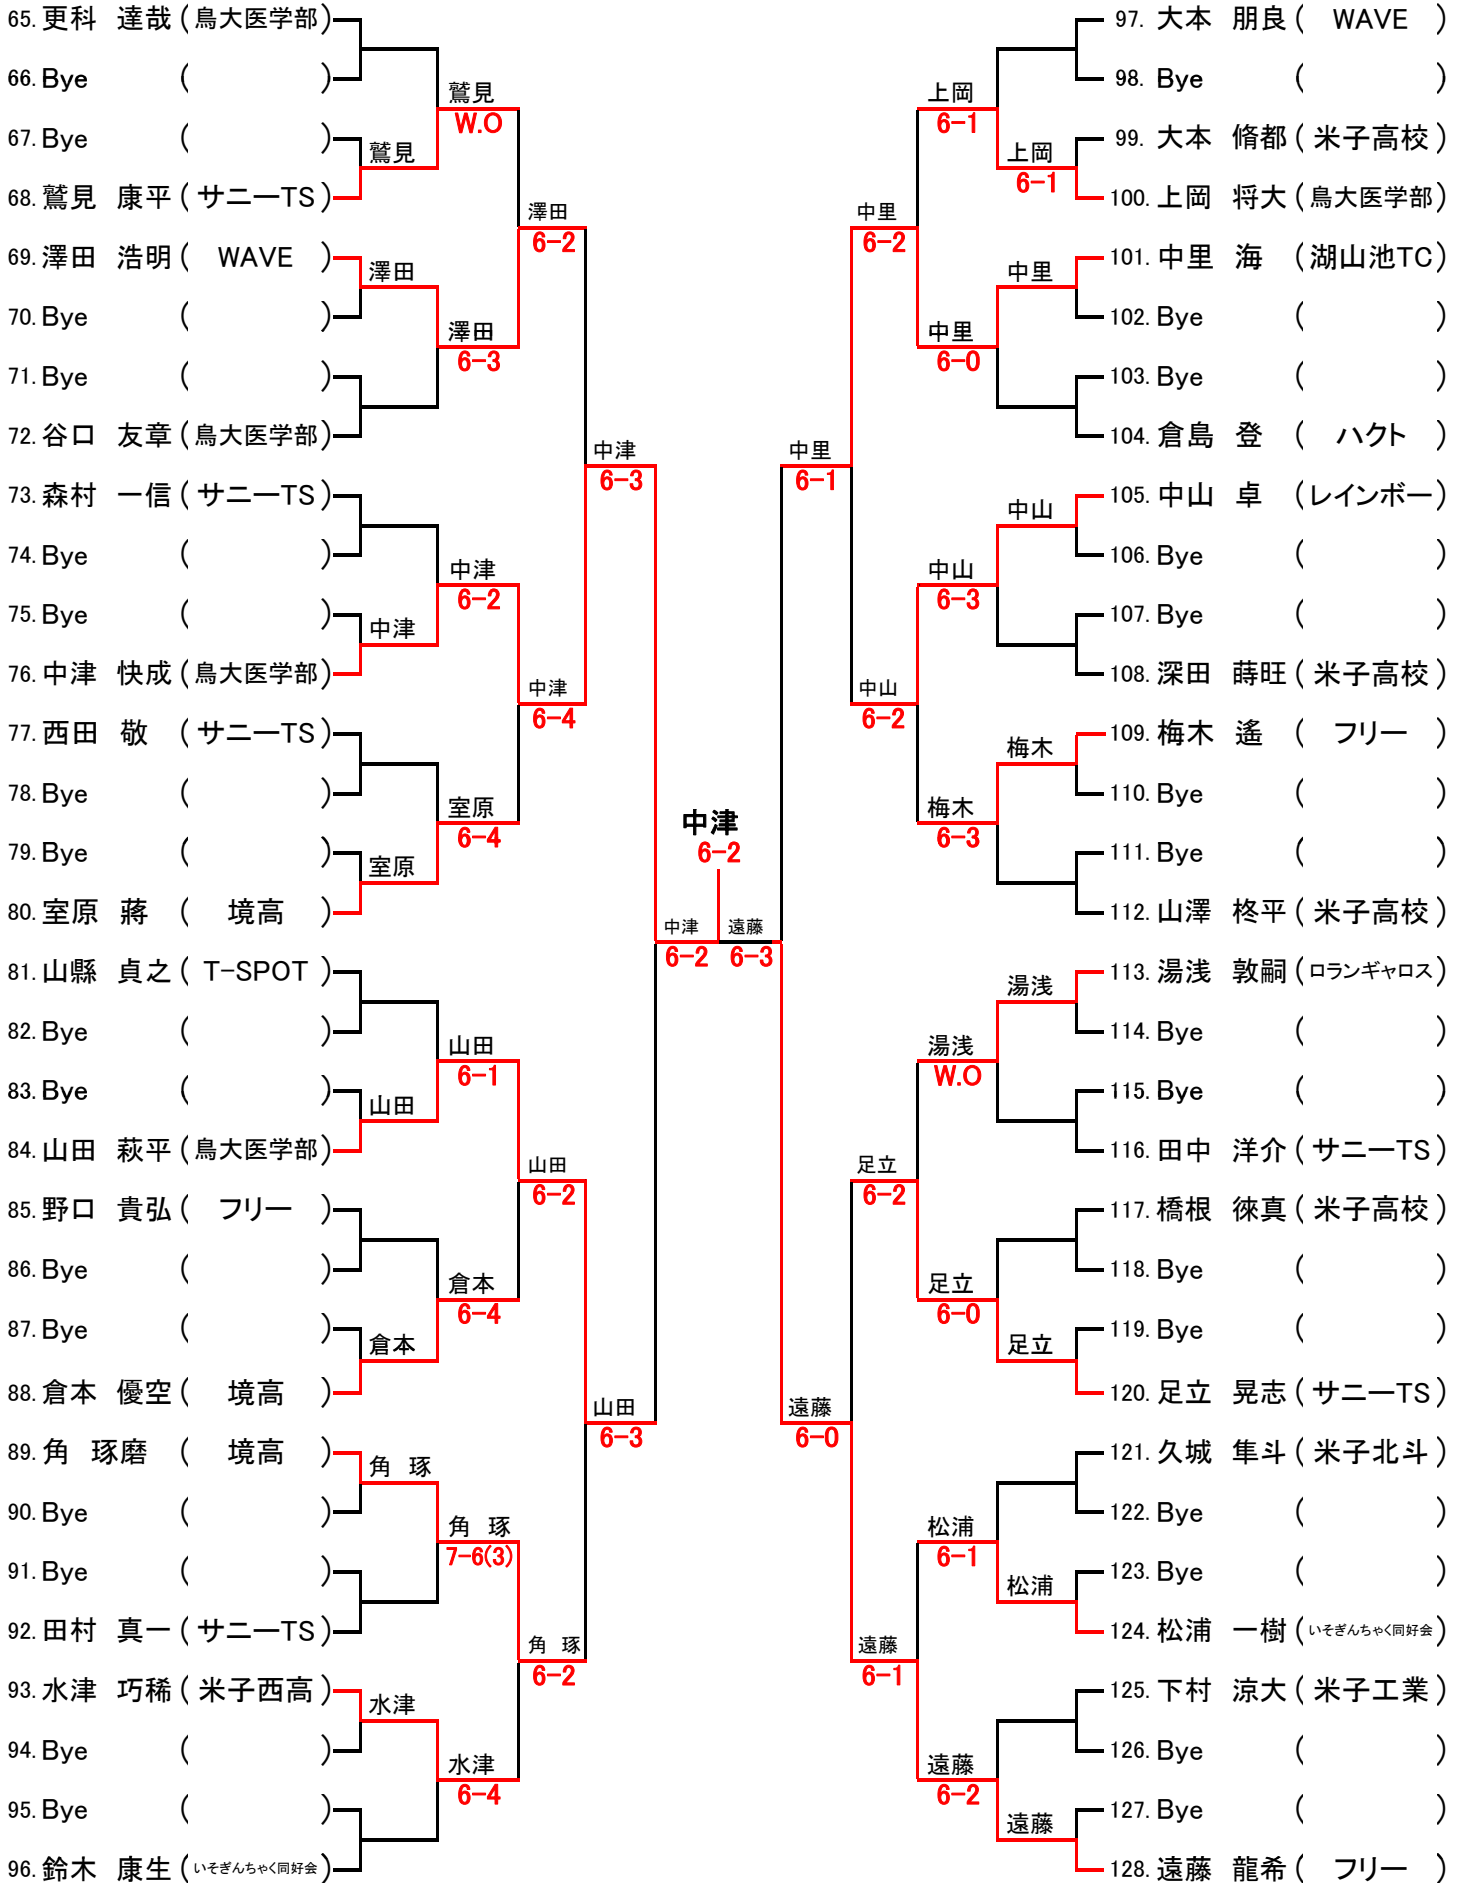 65. 更科 達哉 ( 鳥大医学部 )
66. Bye ( )
67. Bye ( )
68. 鷲見 康平 ( サニーTS )
69. 澤田 浩明 ( WAVE )
70. Bye ( )
71. Bye ( )
72. 谷口 友章 ( 鳥大医学部 )
73. 森村 一信 ( サニーTS )
74. Bye ( )
75. Bye ( )
76. 中津 快成 ( 鳥大医学部 )
77. 西田 敬 ( サニーTS )
78. Bye ( )
79. Bye ( )
80. 室原 蔣 ( 境高 )
81. 山縣 貞之 ( T-SPOT )
82. Bye ( )
83. Bye ( )
84. 山田 萩平 ( 鳥大医学部 )
85. 野口 貴弘 ( フリー )
86. Bye ( )
87. Bye ( )
88. 倉本 優空 ( 境高 )
89. 角 琢磨 ( 境高 )
90. Bye ( )
91. Bye ( )
92. 田村 真一 ( サニーTS )
93. 水津 巧稀 ( 米子西高 )
94. Bye ( )
95. Bye ( )
96. 鈴木 康生 ( いそぎんちゃく同好会 )
鷲見
澤田
中津
室原
山田
倉本
角 琢
水津
鷲見
W.O
澤田
6-3
中津
6-2
室原
6-4
山田
6-1
倉本
6-4
角 琢
7-6(3)
水津
6-4
澤田
6-2
中津
6-4
山田
6-2
角 琢
6-2
中津
6-3
山田
6-3
中津
6-2
中津
6-2
遠藤
6-3
中里
6-1
遠藤
6-0
中里
6-2
中山
6-2
足立
6-2
遠藤
6-1
上岡
6-1
中里
6-0
中山
6-3
梅木
6-3
湯浅
W.O
足立
6-0
松浦
6-1
遠藤
6-2
上岡
6-1
中里
中山
梅木
湯浅
足立
松浦
遠藤
97. 大本 朋良 ( WAVE )
98. Bye ( )
99. 大本 脩都 ( 米子高校 )
100. 上岡 将大 ( 鳥大医学部 )
101. 中里 海 ( 湖山池TC )
102. Bye ( )
103. Bye ( )
104. 倉島 登 ( ハクト )
105. 中山 卓 ( レインボー )
106. Bye ( )
107. Bye ( )
108. 深田 蒔旺 ( 米子高校 )
109. 梅木 遙 ( フリー )
110. Bye ( )
111. Bye ( )
112. 山澤 柊平 ( 米子高校 )
113. 湯浅 敦嗣 ( ロランギャロス )
114. Bye ( )
115. Bye ( )
116. 田中 洋介 ( サニーTS )
117. 橋根 徠真 ( 米子高校 )
118. Bye ( )
119. Bye ( )
120. 足立 晃志 ( サニーTS )
121. 久城 隼斗 ( 米子北斗 )
122. Bye ( )
123. Bye ( )
124. 松浦 一樹 ( いそぎんちゃく同好会 )
125. 下村 涼大 ( 米子工業 )
126. Bye ( )
127. Bye ( )
128. 遠藤 龍希 ( フリー )